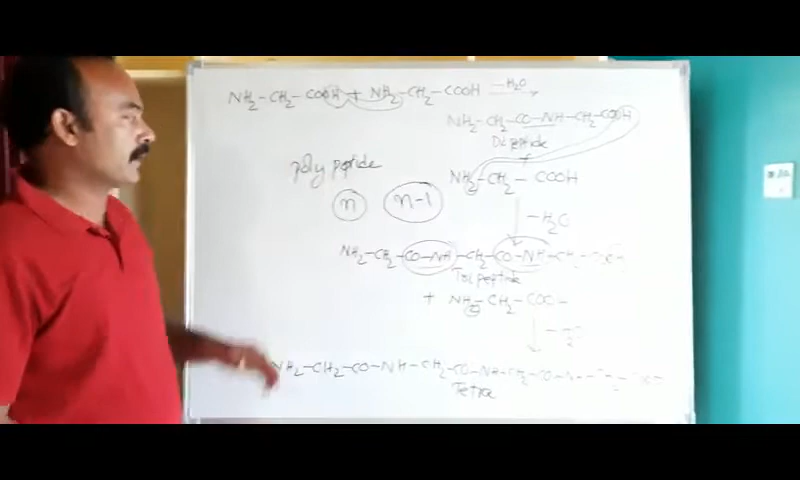 NH2-CH2-COOH + NH2-CH2-COOH -H2O
NH2-CH2-CO-NH-CH2-COOH
Di peptide
+
poly peptide
NH2-CH2-COOH
n n-1
-H2O
NH2-CH2-CO-NH-CH2-CO-NH-CH2-
Tri peptide
+ NH2-CH2-COO-
NH2-CH2-CO-NH-CH2-CO-NH-CH2-CO-
Tetra